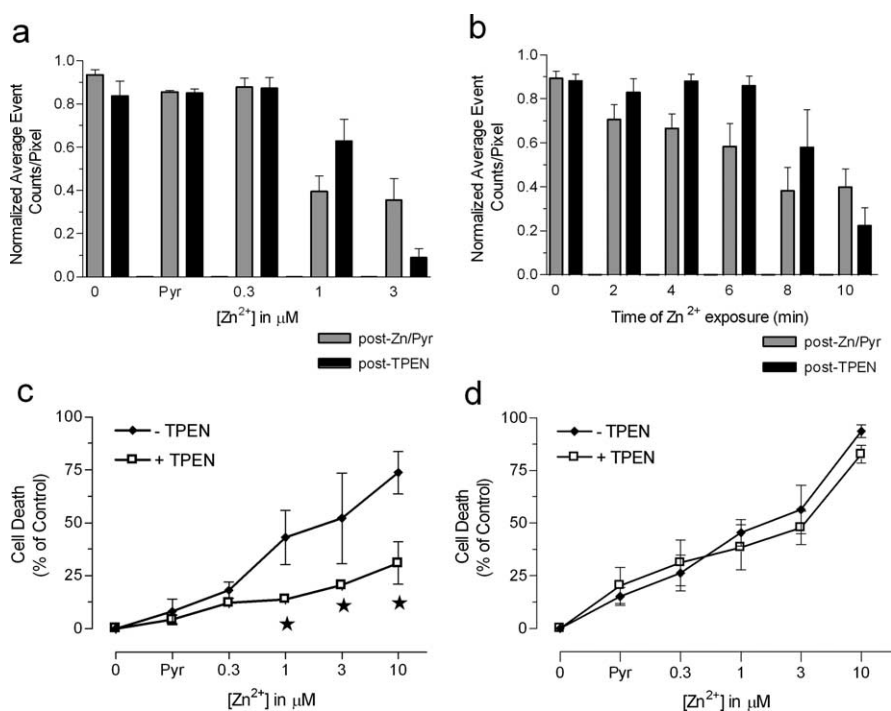 a
Normalized Average Event
Counts/Pixel
1.0
0.8
0.6
0.4
0.2
0.0
0 Pyr 0.3 1 3
[Zn2+] in μM
post-Zn/Pyr
post-TPEN
b
Normalized Average Event
Counts/Pixel
1.0
0.8
0.6
0.4
0.2
0.0
0 2 4 6 8 10
Time of Zn 2+ exposure (min)
post-Zn/Pyr
post-TPEN
c
Cell Death
(% of Control)
100
75
50
25
0
- TPEN
+ TPEN
0 Pyr 0.3 1 3 10
[Zn2+] in μM
d
Cell Death
(% of Control)
100
75
50
25
0
- TPEN
+ TPEN
0 Pyr 0.3 1 3 10
[Zn2+] in μM